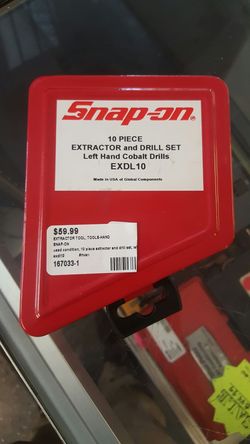 Snap-on
10 PIECE
EXTRACTOR and DRILL SET
Left Hand Cobalt Drills
EXDL10
Made in USA of Global Components
$59.99
EXTRACTOR TOOL; TOOLS-HAND
SNAP-ON
used condition, 10 piece extractor and drill set, w/
exdl10
167033-1